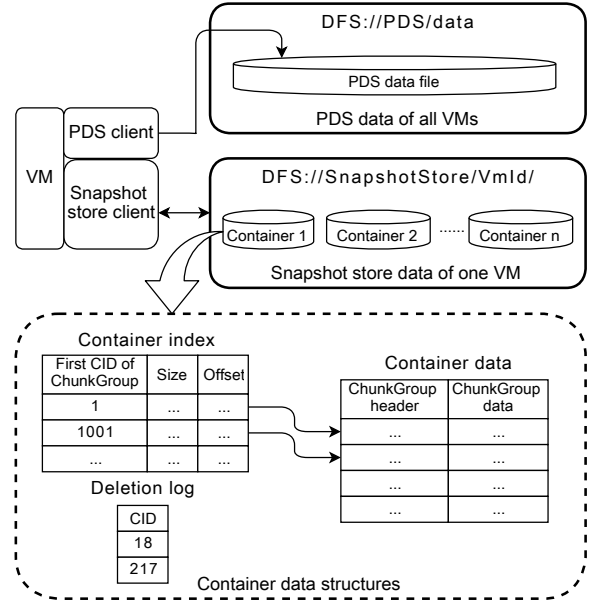 DFS://PDS/data
PDS data file
PDS data of all VMs
VM
PDS client
Snapshot
store client
DFS://SnapshotStore/VmId/
Container 1
Container 2
......
Container n
Snapshot store data of one VM
Container index
First CID of
ChunkGroup
Size
Offset
1
...
...
1001
...
...
...
...
...
Deletion log
CID
18
217
Container data
ChunkGroup
header
ChunkGroup
data
...
...
...
...
...
...
...
...
Container data structures